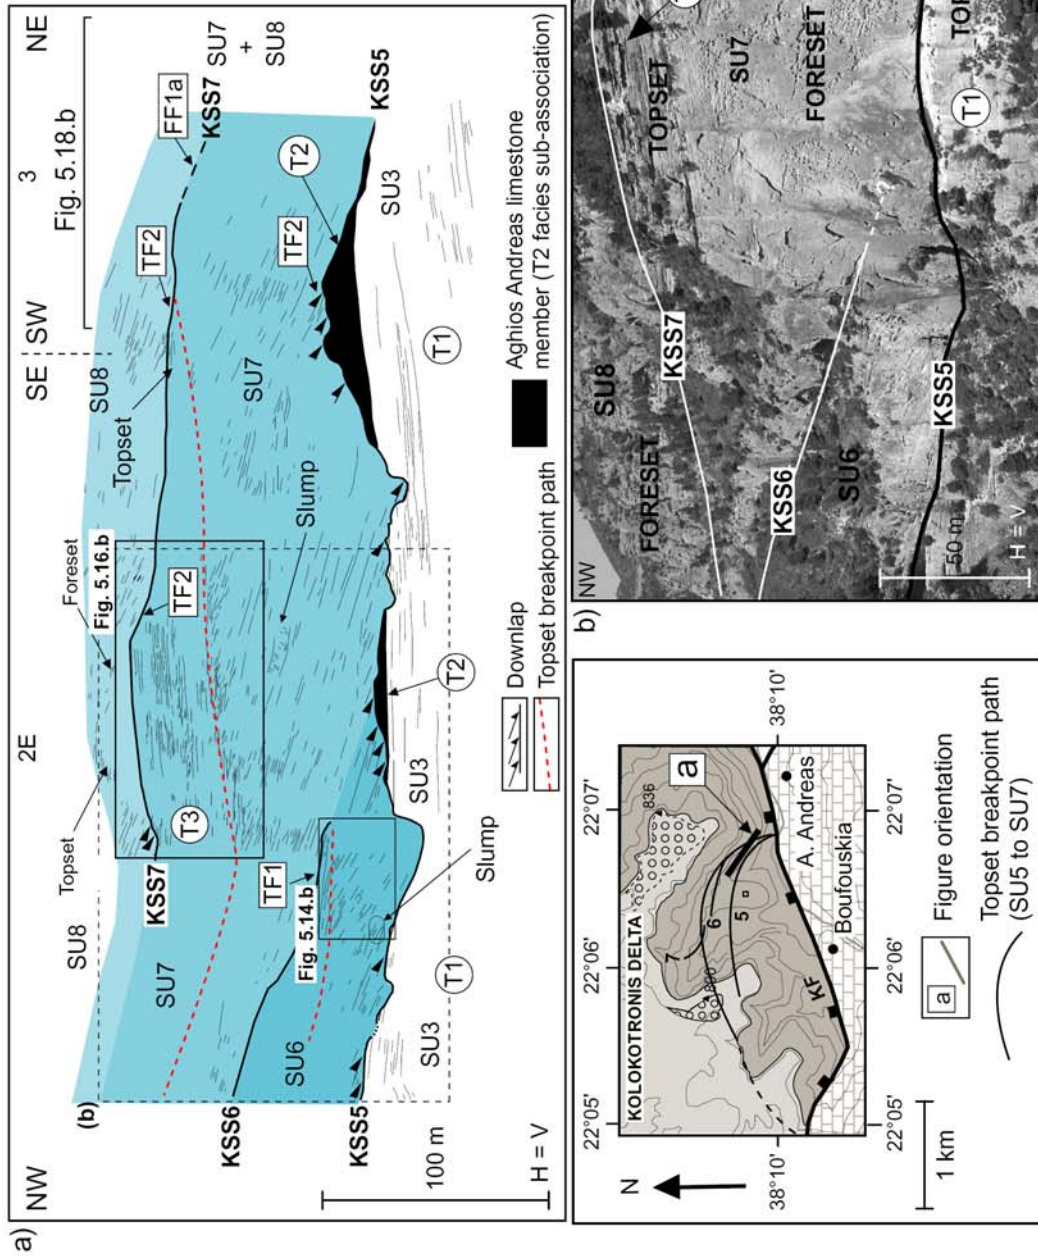 a)
NW
2E
SE
SW
3
NE
Fig. 5.18.b
SU8
Topset
Foreset
Fig. 5.16.b
SU8
Topset
TF2
FF1a
KSS7
SU7
+
SU8
(b)
SU7
KSS7
T3
TF2
SU7
TF2
T2
KSS5
KSS6
SU6
TF1
Fig. 5.14.b
Slump
SU3
T1
KSS5
SU3
T1
Slump
SU3
T2
100 m
H = V
Downlap
Topset breakpoint path
Aghios Andreas limestone
member (T2 facies sub-association)
22°05'
22°06'
22°07'
N
KOLOKOTRONIS DELTA
836
800
7
6
5
a
38°10'
38°10'
KF
A. Andreas
Boufouskia
22°05'
22°06'
22°07'
1 km
a
Figure orientation
Topset breakpoint path
(SU5 to SU7)
b)
NW
SU8
FORESET
KSS7
TOPSET
SU7
FORESET
KSS6
SU6
KSS5
T1
50 m
H = V